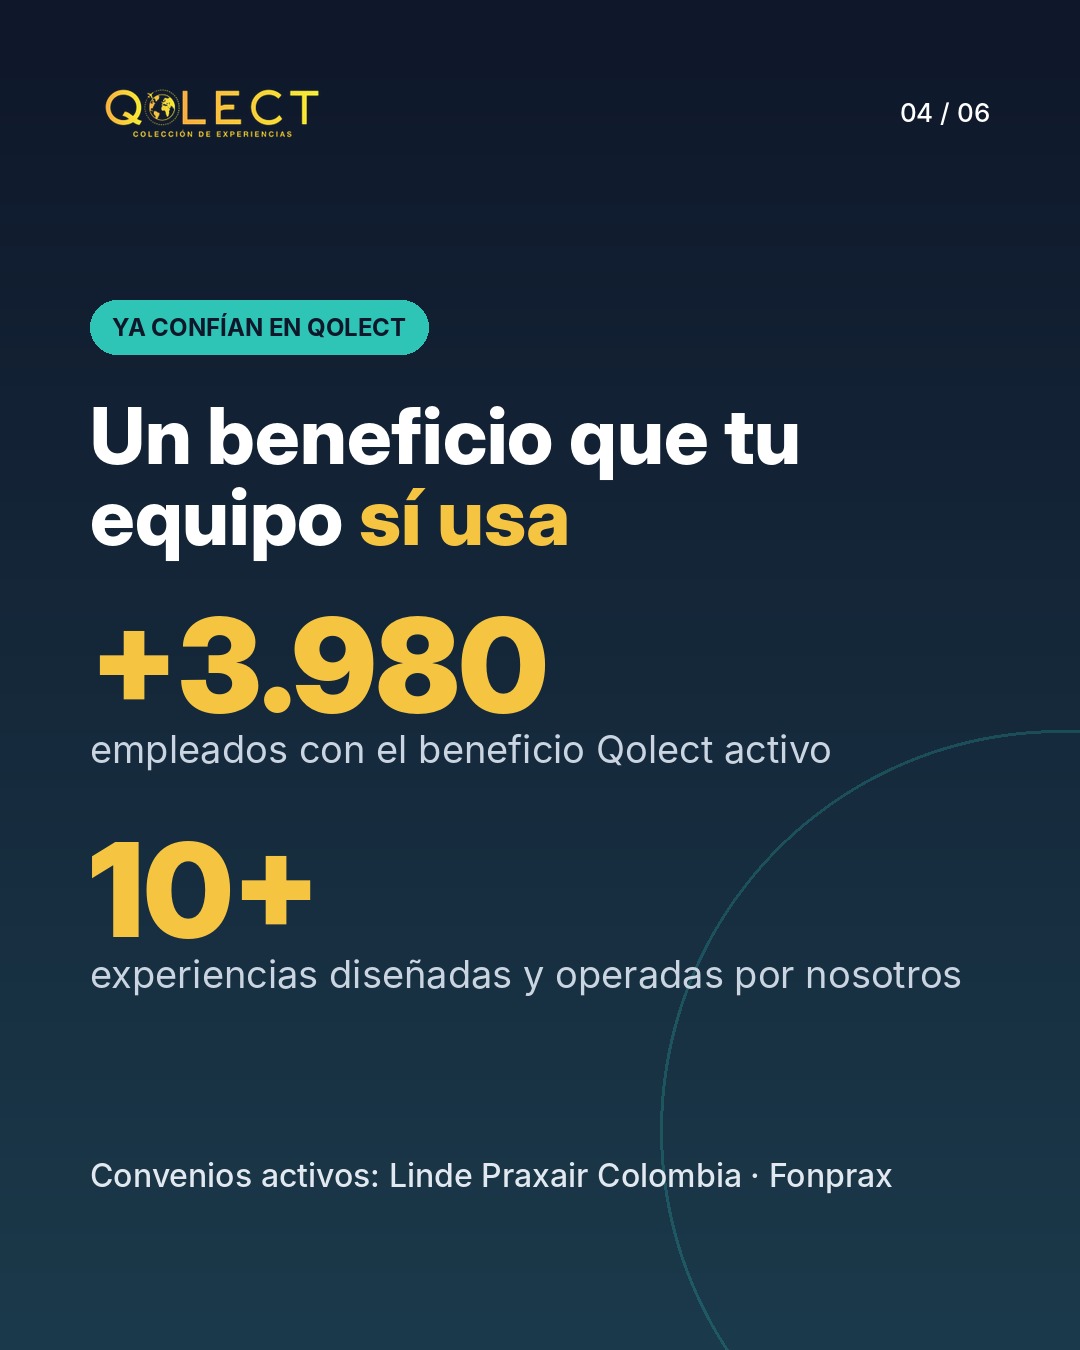 QOLECT
COLECCIÓN DE EXPERIENCIAS
04 / 06
YA CONFÍAN EN QOLECT
Un beneficio que tu
equipo sí usa
+3.980
empleados con el beneficio Qolect activo
10+
experiencias diseñadas y operadas por nosotros
Convenios activos: Linde Praxair Colombia · Fonprax